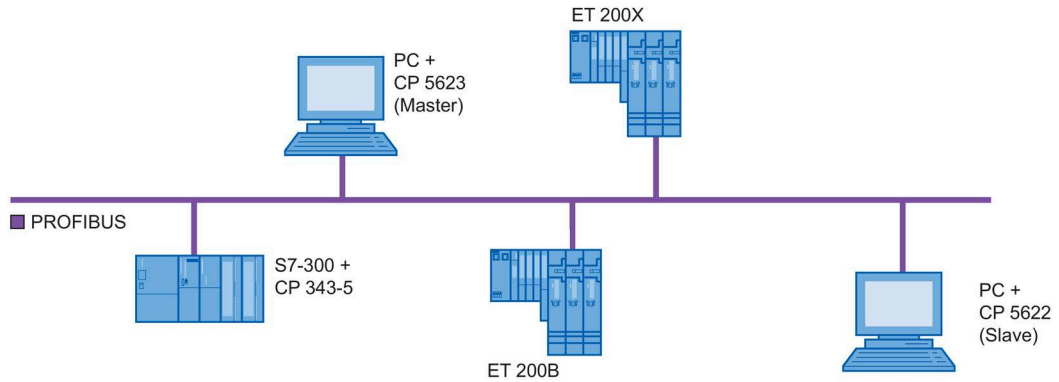 ET 200X
PC +
CP 5623
(Master)
PROFIBUS
S7-300 +
CP 343-5
PC +
CP 5622
(Slave)
ET 200B